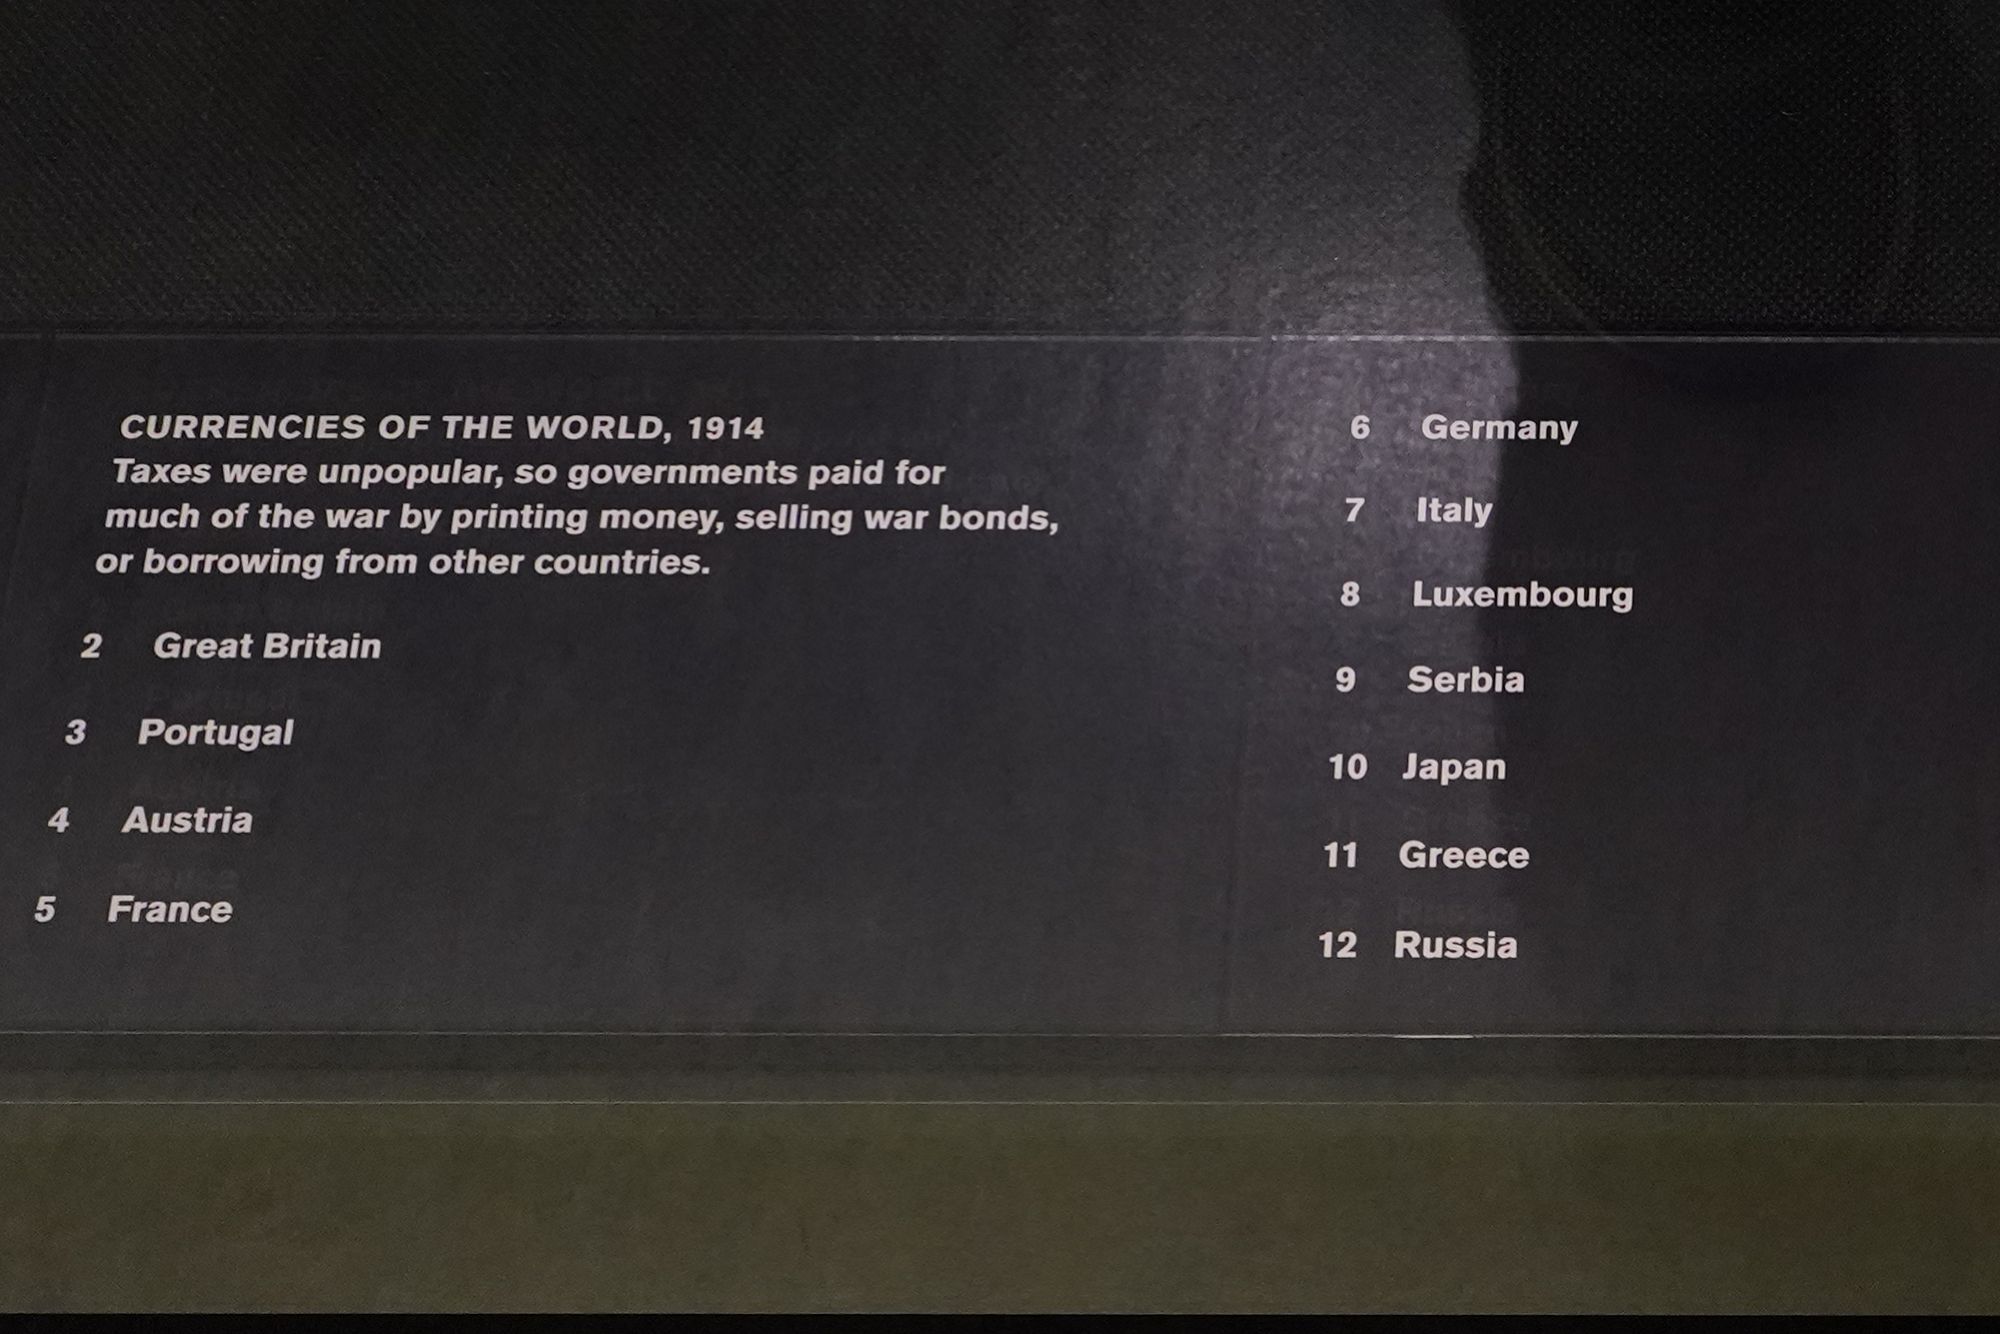 CURRENCIES OF THE WORLD, 1914
Taxes were unpopular, so governments paid for
much of the war by printing money, selling war bonds,
or borrowing from other countries.
2 Great Britain
3 Portugal
4 Austria
5 France
6 Germany
7 Italy
8 Luxembourg
9 Serbia
10 Japan
11 Greece
12 Russia